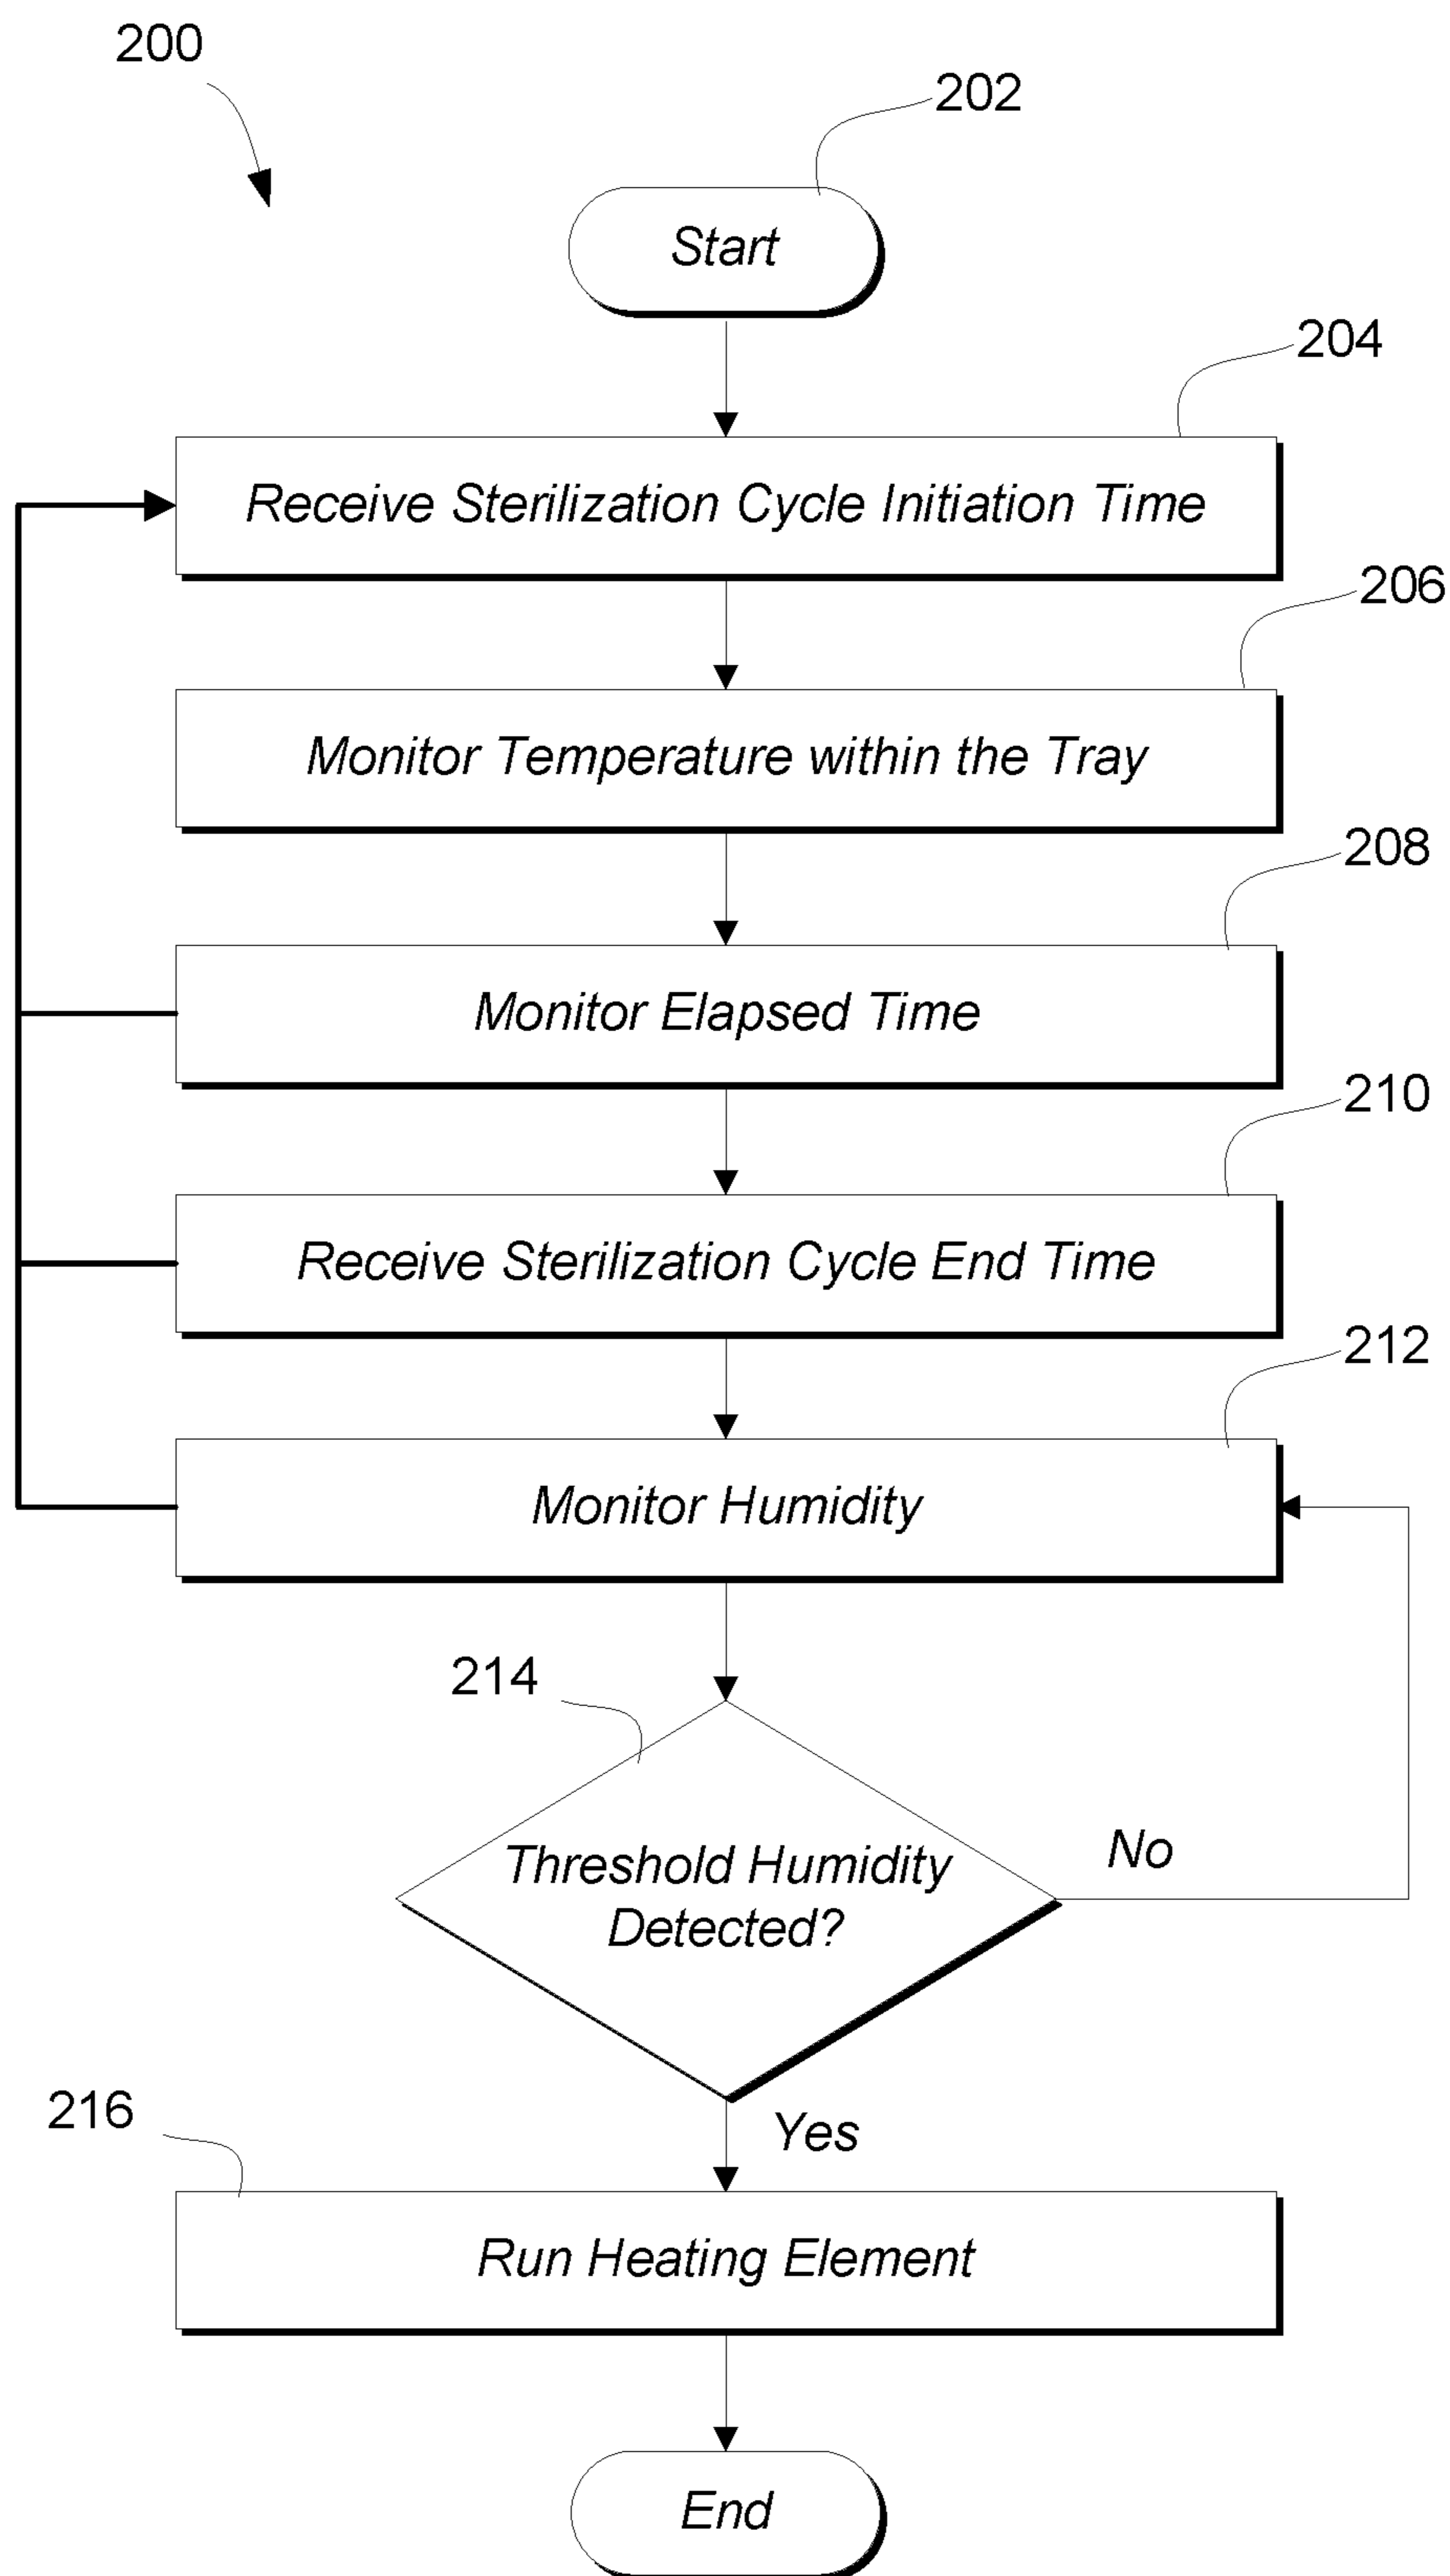 200
202
Start
204
Receive Sterilization Cycle Initiation Time
206
Monitor Temperature within the Tray
208
Monitor Elapsed Time
210
Receive Sterilization Cycle End Time
212
Monitor Humidity
214
Threshold Humidity
Detected?
No
Yes
216
Run Heating Element
End